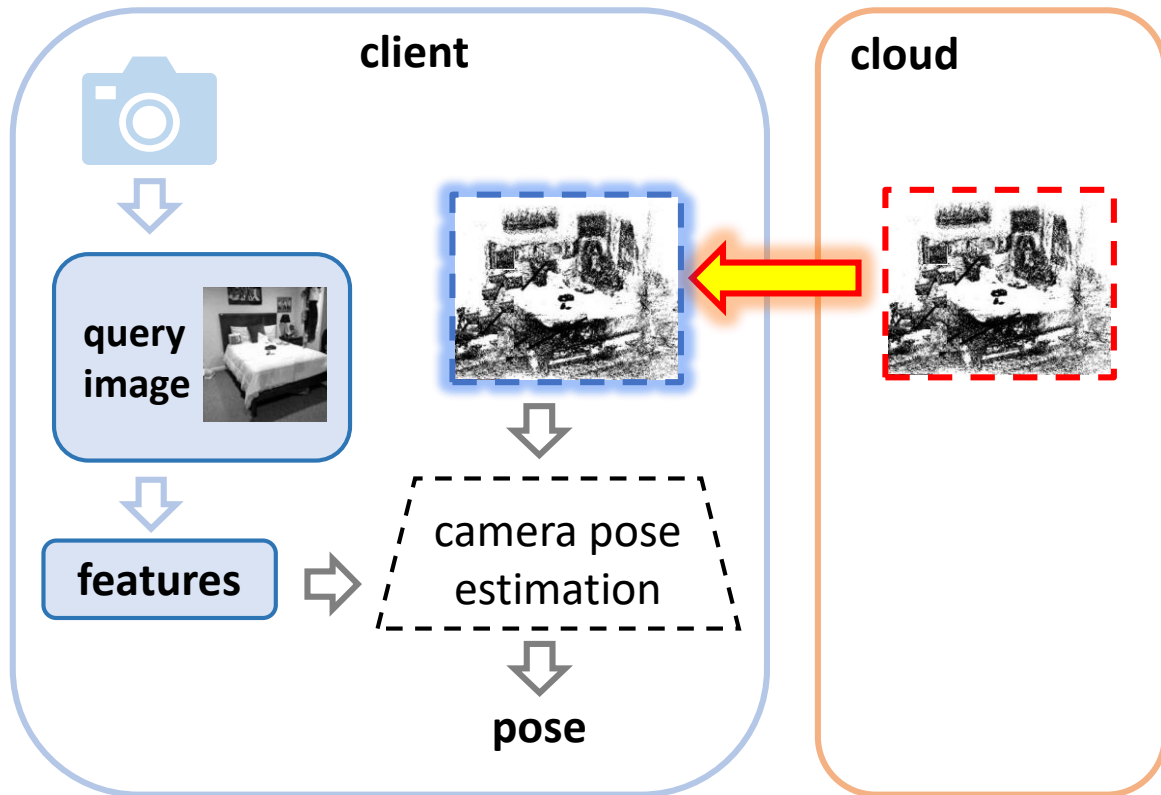 client
cloud
query
image
features
camera pose
estimation
pose